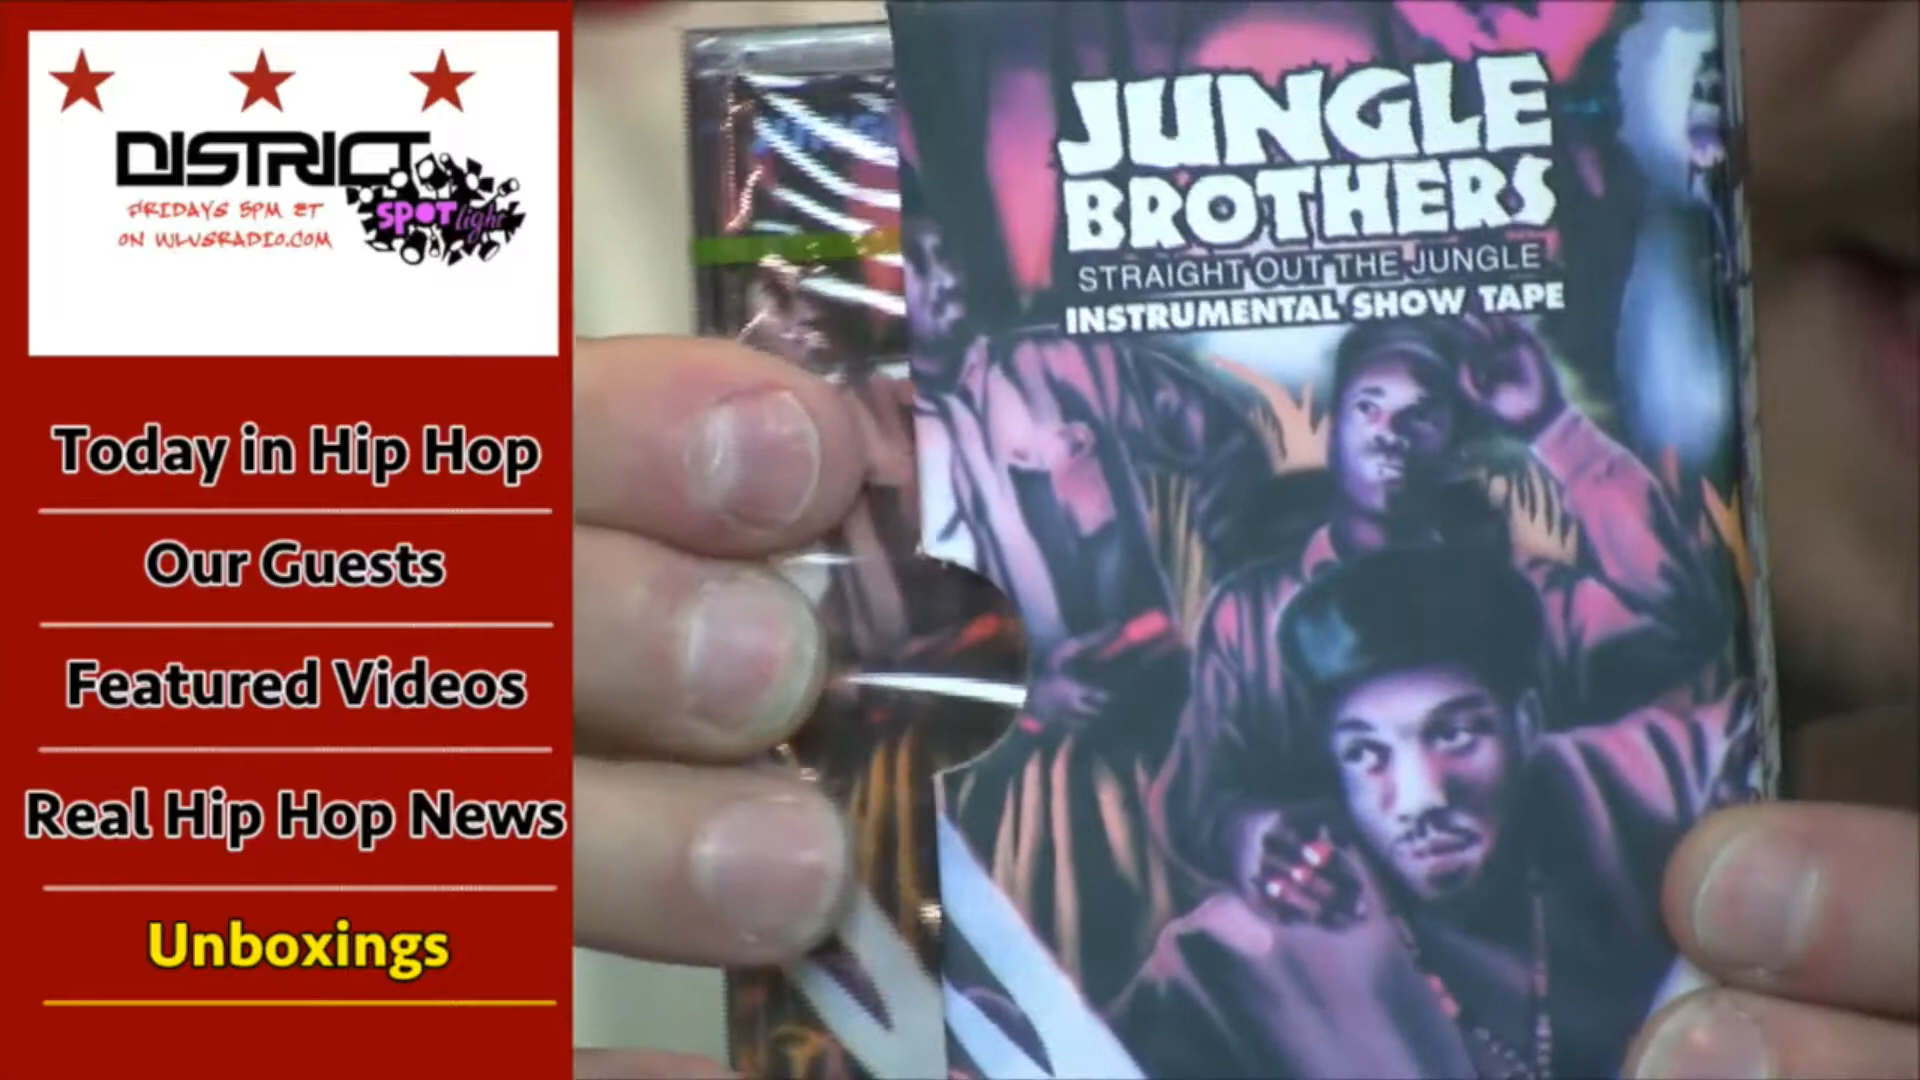 DISTRICT
SPOTlight
FRIDAYS 5PM ET
ON WLVSRADIO.COM
Today in Hip Hop
Our Guests
Featured Videos
Real Hip Hop News
Unboxings
JUNGLE
BROTHERS
STRAIGHT OUT THE JUNGLE
INSTRUMENTAL SHOW TAPE